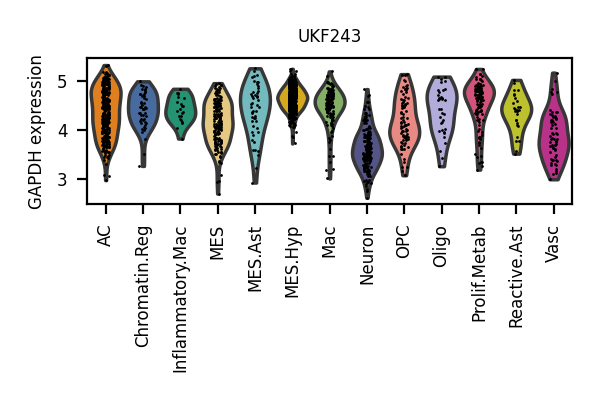 UKF243
GAPDH expression
5
4
3
AC
Chromatin.Reg
Inflammatory.Mac
MES
MES.Ast
MES.Hyp
Mac
Neuron
OPC
Oligo
Prolif.Metab
Reactive.Ast
Vasc